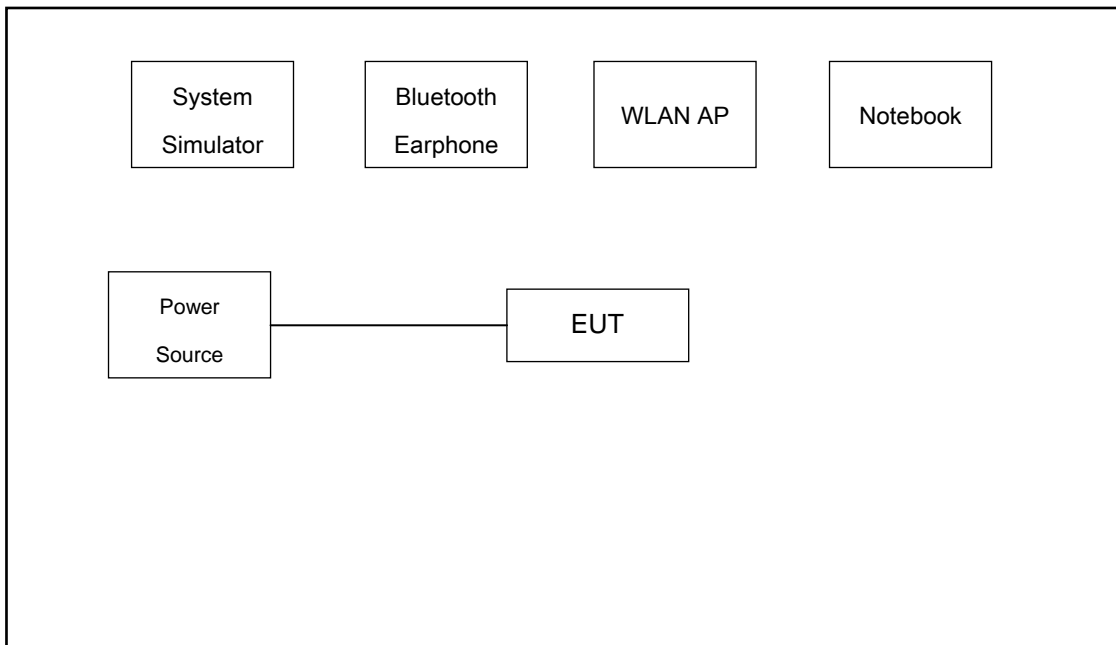 System
Simulator
Bluetooth
Earphone
WLAN AP
Notebook
Power
Source
EUT